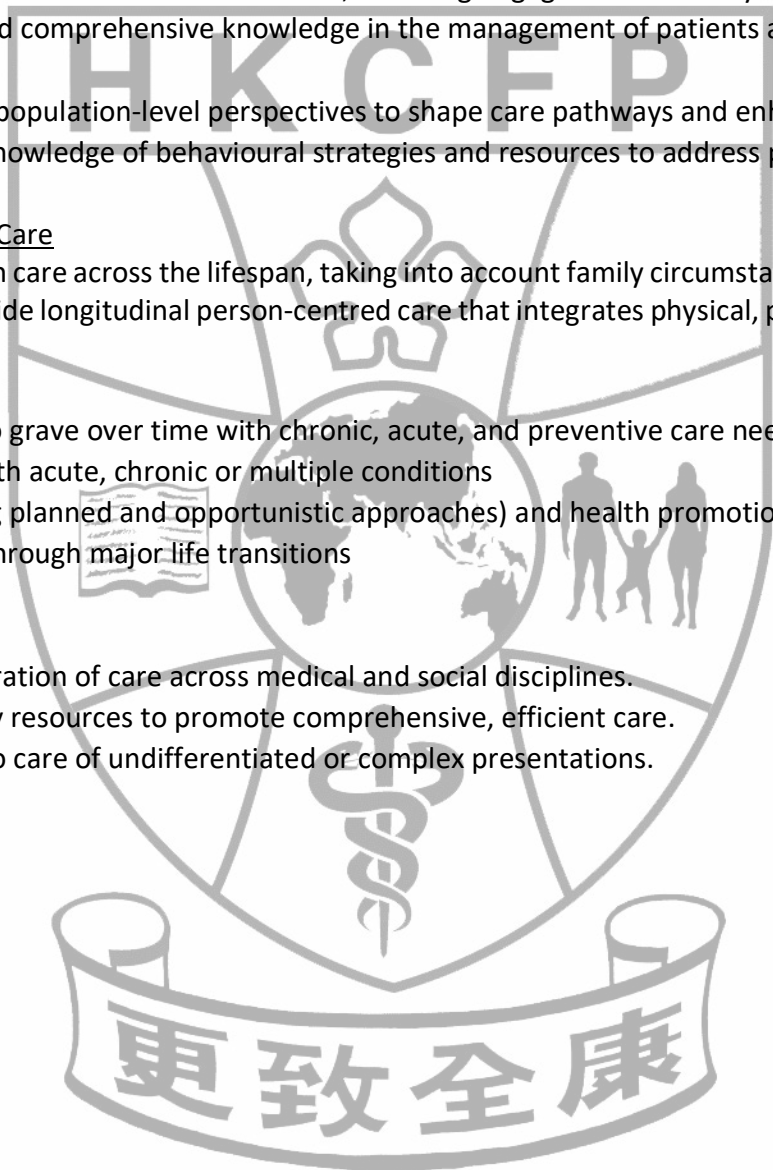 d comprehensive knowledge in the management of patients a
HKCFP
population-level perspectives to shape care pathways and enh
nowledge of behavioural strategies and resources to address p
Care
n care across the lifespan, taking into account family circumsta
ide longitudinal person-centred care that integrates physical, p
o grave over time with chronic, acute, and preventive care nee
th acute, chronic or multiple conditions
g planned and opportunistic approaches) and health promotio
hrough major life transitions
ration of care across medical and social disciplines.
y resources to promote comprehensive, efficient care.
o care of undifferentiated or complex presentations.
更致全康